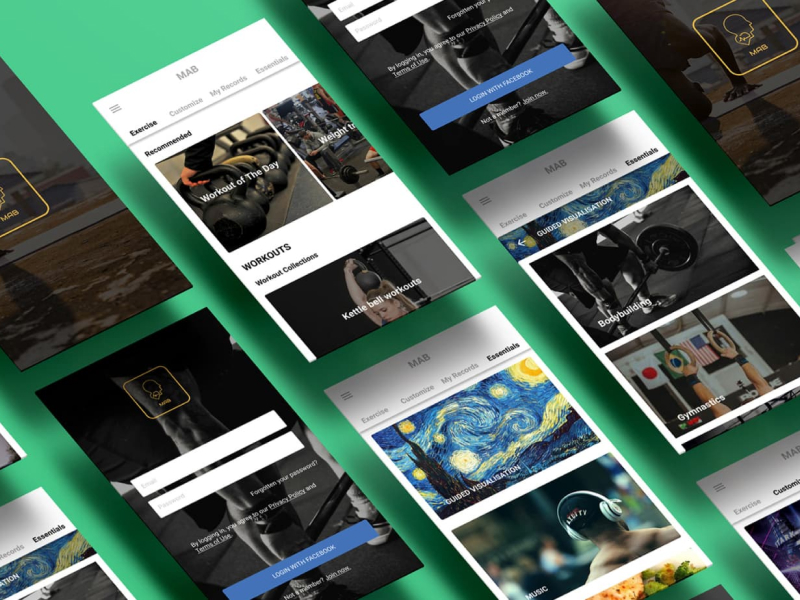 MAB
Exercise Customize My Records Essentials
Recommended
Workout of The Day
Weight
WORKOUTS
Workout Collections
Kettle bell workouts
Email
Password
Forgotten your password?
By logging in, you agree to our Privacy Policy and
Terms of Use.
LOGIN WITH FACEBOOK
Not a member? Join now.
MAB
MAB
Exercise Customize My Records Essentials
GUIDED VISUALISATION
Bodybuilding
Gymnastics
MAB
MAB
Email
Password
Forgotten your password?
By logging in, you agree to our Privacy Policy and
Terms of Use.
LOGIN WITH FACEBOOK
Not a member? Join now.
MAB
Exercise Customize My Records Essentials
GUIDED VISUALISATION
MUSIC
Records Essentials
MAB
Exercise